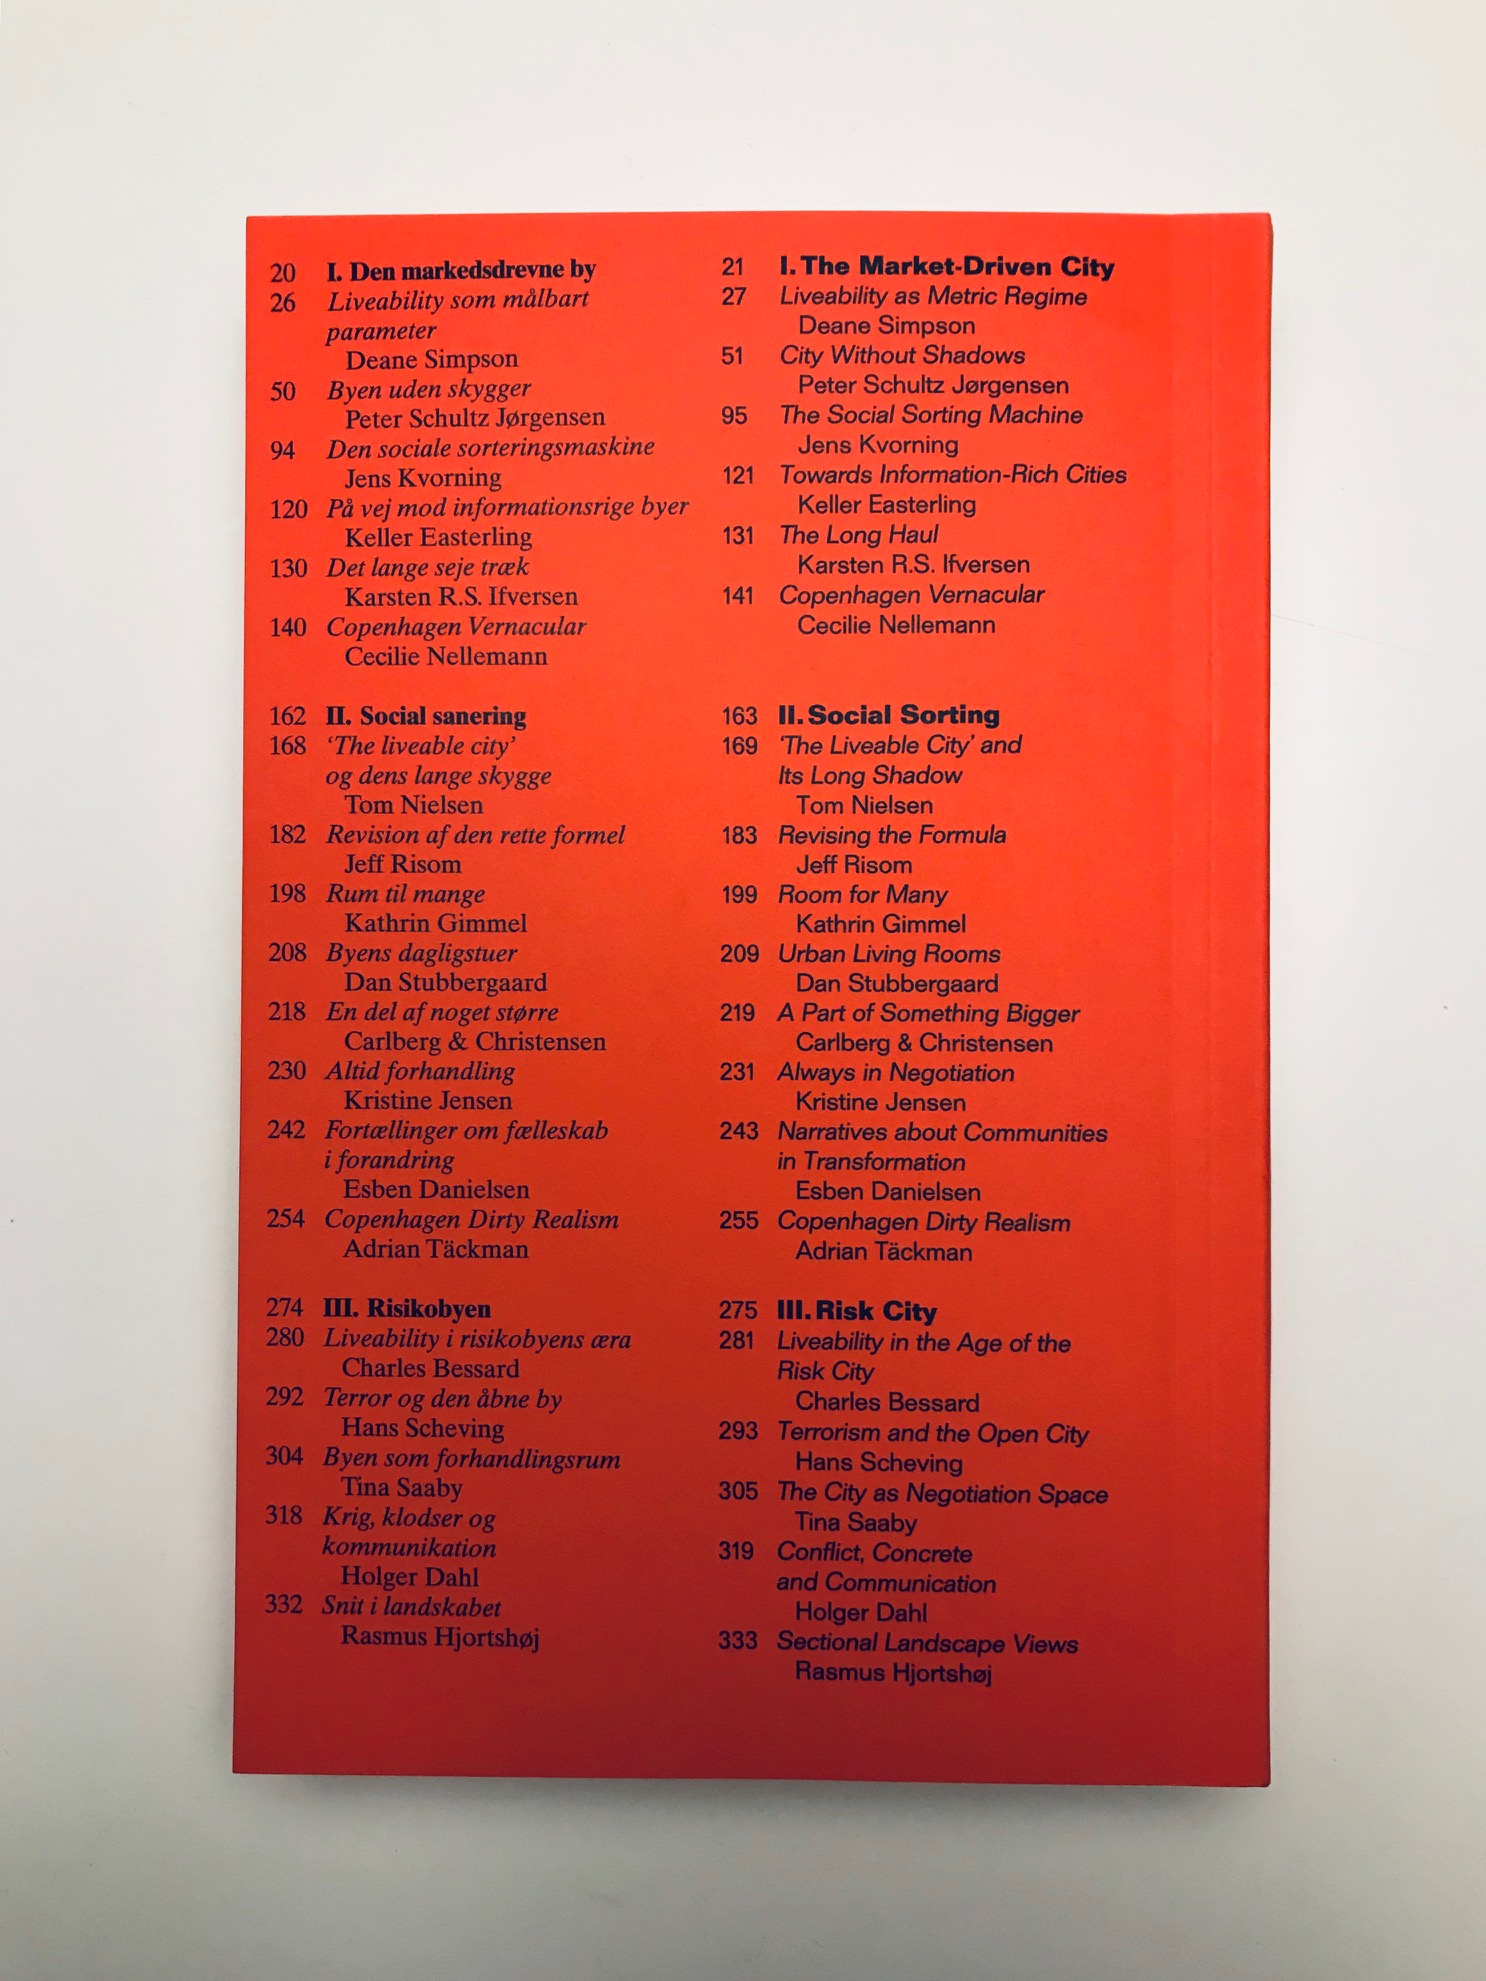 20 I. Den markedsdrevne by
26 Liveability som målbart
parameter
Deane Simpson
50 Byen uden skygger
Peter Schultz Jørgensen
94 Den sociale sorteringsmaskine
Jens Kvorning
120 På vej mod informationsrige byer
Keller Easterling
130 Det lange seje træk
Karsten R.S. Ifversen
140 Copenhagen Vernacular
Cecilie Nellemann
162 II. Social sanering
168 ‘The liveable city’
og dens lange skygge
Tom Nielsen
182 Revision af den rette formel
Jeff Risom
198 Rum til mange
Kathrin Gimmel
208 Byens dagligstuer
Dan Stubbergaard
218 En del af noget større
Carlberg & Christensen
230 Altid forhandling
Kristine Jensen
242 Fortællinger om fælleskab
i forandring
Esben Danielsen
254 Copenhagen Dirty Realism
Adrian Täckman
274 III. Risikobyen
280 Liveability i risikobyens æra
Charles Bessard
292 Terror og den åbne by
Hans Scheving
304 Byen som forhandlingsrum
Tina Saaby
318 Krig, klodser og
kommunikation
Holger Dahl
332 Snit i landskabet
Rasmus Hjortshøj
21 I. The Market-Driven City
27 Liveability as Metric Regime
Deane Simpson
51 City Without Shadows
Peter Schultz Jørgensen
95 The Social Sorting Machine
Jens Kvorning
121 Towards Information-Rich Cities
Keller Easterling
131 The Long Haul
Karsten R.S. Ifversen
141 Copenhagen Vernacular
Cecilie Nellemann
163 II. Social Sorting
169 ‘The Liveable City’ and
Its Long Shadow
Tom Nielsen
183 Revising the Formula
Jeff Risom
199 Room for Many
Kathrin Gimmel
209 Urban Living Rooms
Dan Stubbergaard
219 A Part of Something Bigger
Carlberg & Christensen
231 Always in Negotiation
Kristine Jensen
243 Narratives about Communities
in Transformation
Esben Danielsen
255 Copenhagen Dirty Realism
Adrian Täckman
275 III. Risk City
281 Liveability in the Age of the
Risk City
Charles Bessard
293 Terrorism and the Open City
Hans Scheving
305 The City as Negotiation Space
Tina Saaby
319 Conflict, Concrete
and Communication
Holger Dahl
333 Sectional Landscape Views
Rasmus Hjortshøj